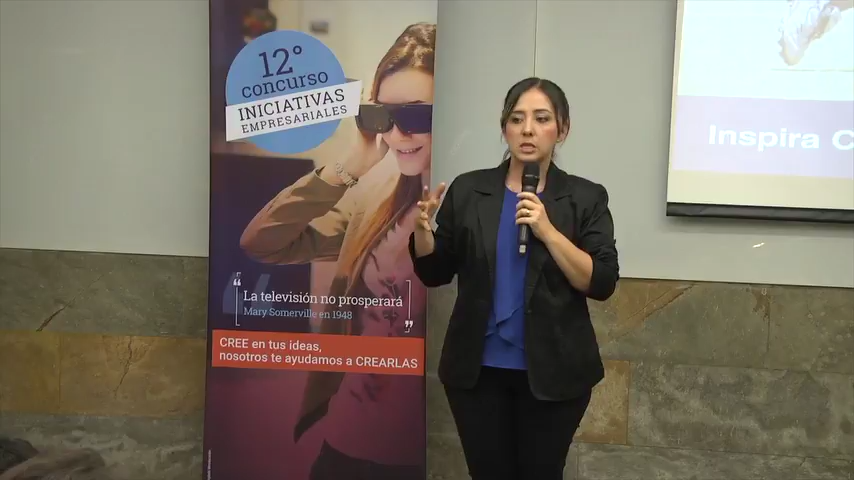 12°
concurso
INICIATIVAS
EMPRESARIALES
“
La televisión no prosperará
Mary Somerville en 1948
”
CREE en tus ideas,
nosotros te ayudamos a CREARLAS
Inspira C